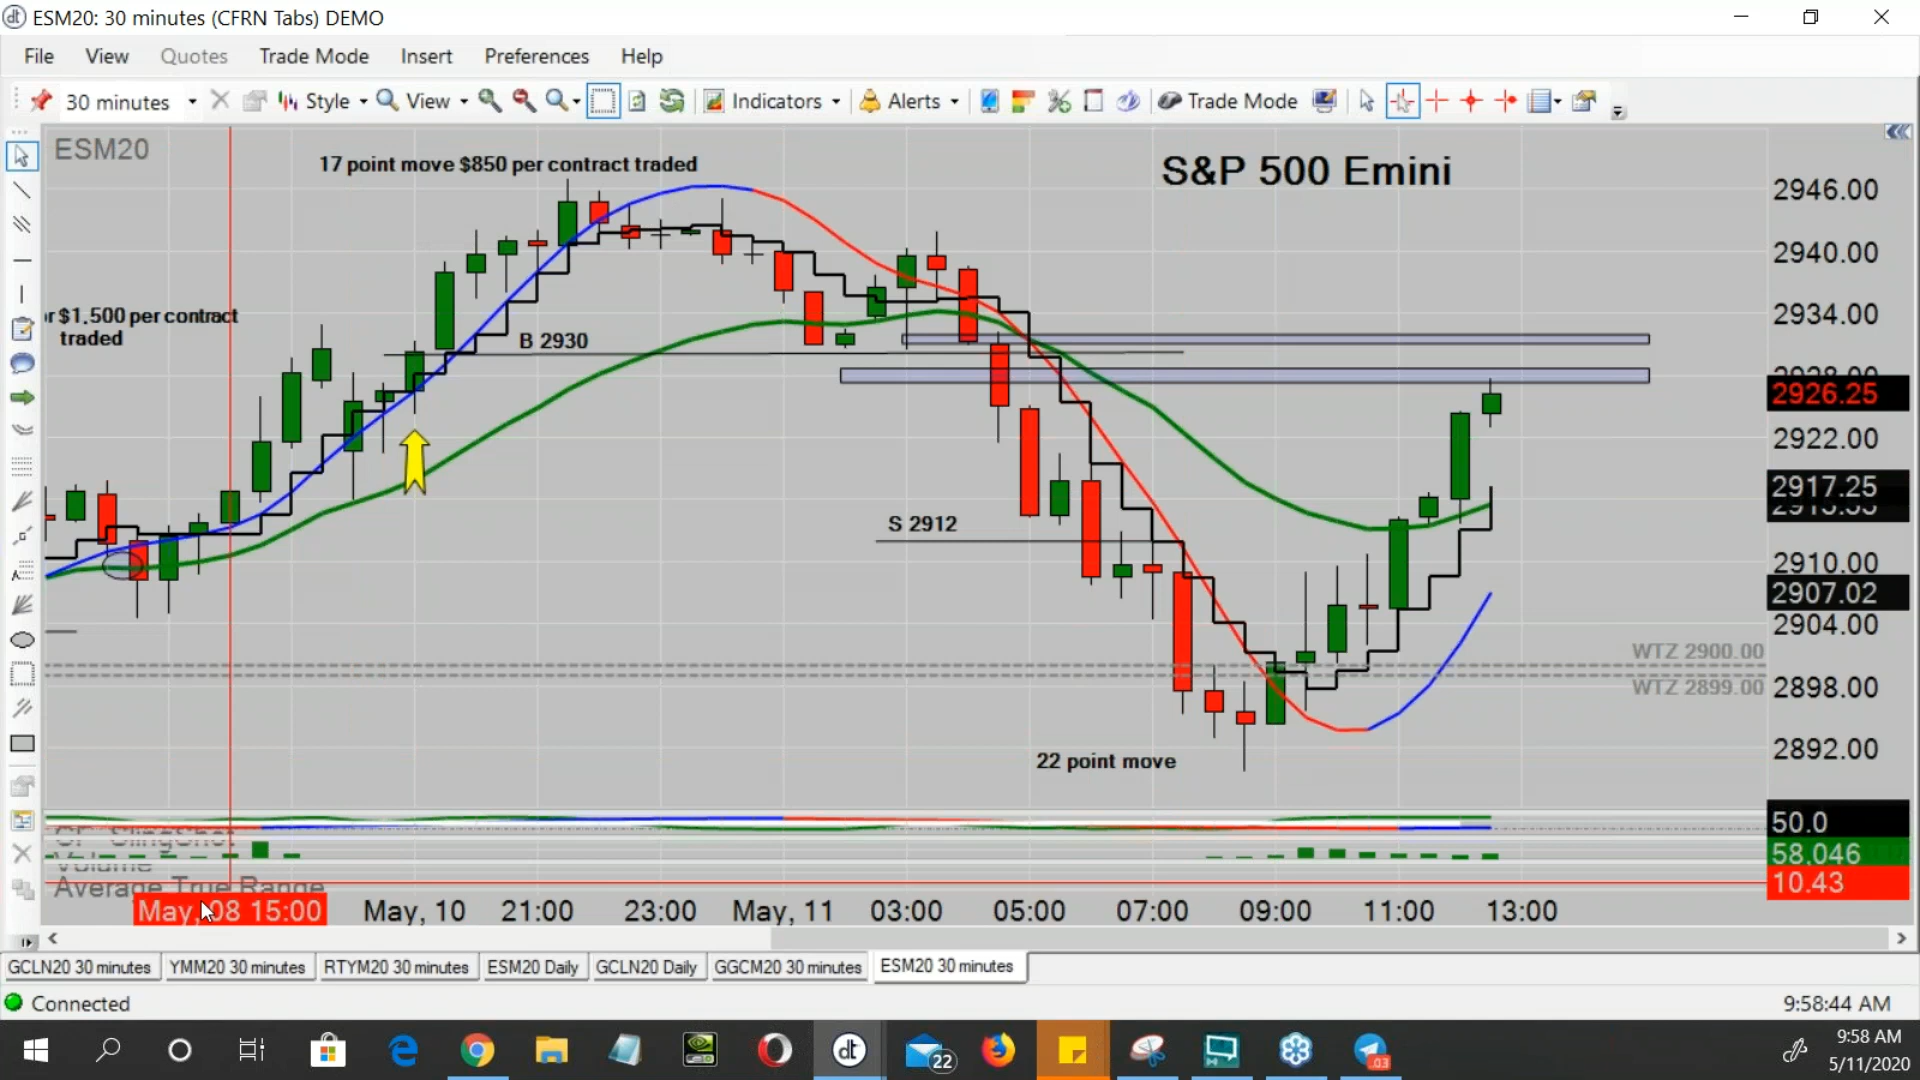 ESM20: 30 minutes (CFRN Tabs) DEMO
File View Quotes Trade Mode Insert Preferences Help
30 minutes Style View Indicators Alerts Trade Mode
ESM20
17 point move $850 per contract traded
S&P 500 Emini
2946.00
2940.00
$1,500 per contract
traded
2934.00
B 2930
2926.25
2922.00
2917.25
S 2912
2910.00
2907.02
2904.00
WTZ 2900.00
WTZ 2899.00
2898.00
2892.00
22 point move
50.0
CF SlingShot
Volume
58,046
Average True Range
10.43
May, 08 15:00 May, 10 21:00 23:00 May, 11 03:00 05:00 07:00 09:00 11:00 13:00
GCLN20 30 minutes YMM20 30 minutes RTYM20 30 minutes ESM20 Daily GCLN20 Daily GGCM20 30 minutes ESM20 30 minutes
Connected
9:58:44 AM
dt
22
03
9:58 AM
5/11/2020